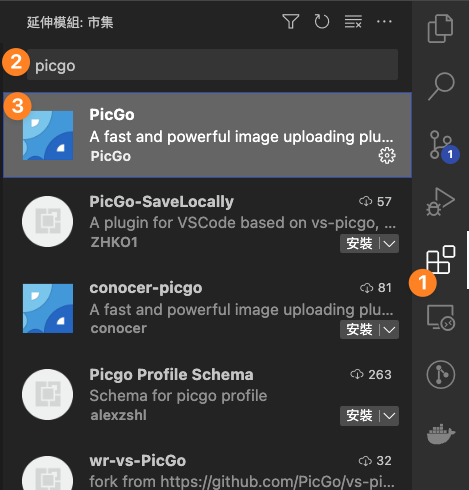 延伸模組: 市集
2
picgo
3
PicGo
A fast and powerful image uploading plu...
PicGo
PicGo-SaveLocally 57
A plugin for VSCode based on vs-picgo, ...
ZHKO1 安裝
conocer-picgo 81
A fast and powerful image uploading plu...
conocer 安裝
Picgo Profile Schema 263
Schema for picgo profile
alexzshl 安裝
wr-vs-PicGo 32
fork from https://github.com/PicGo/vs-pi...
1
1